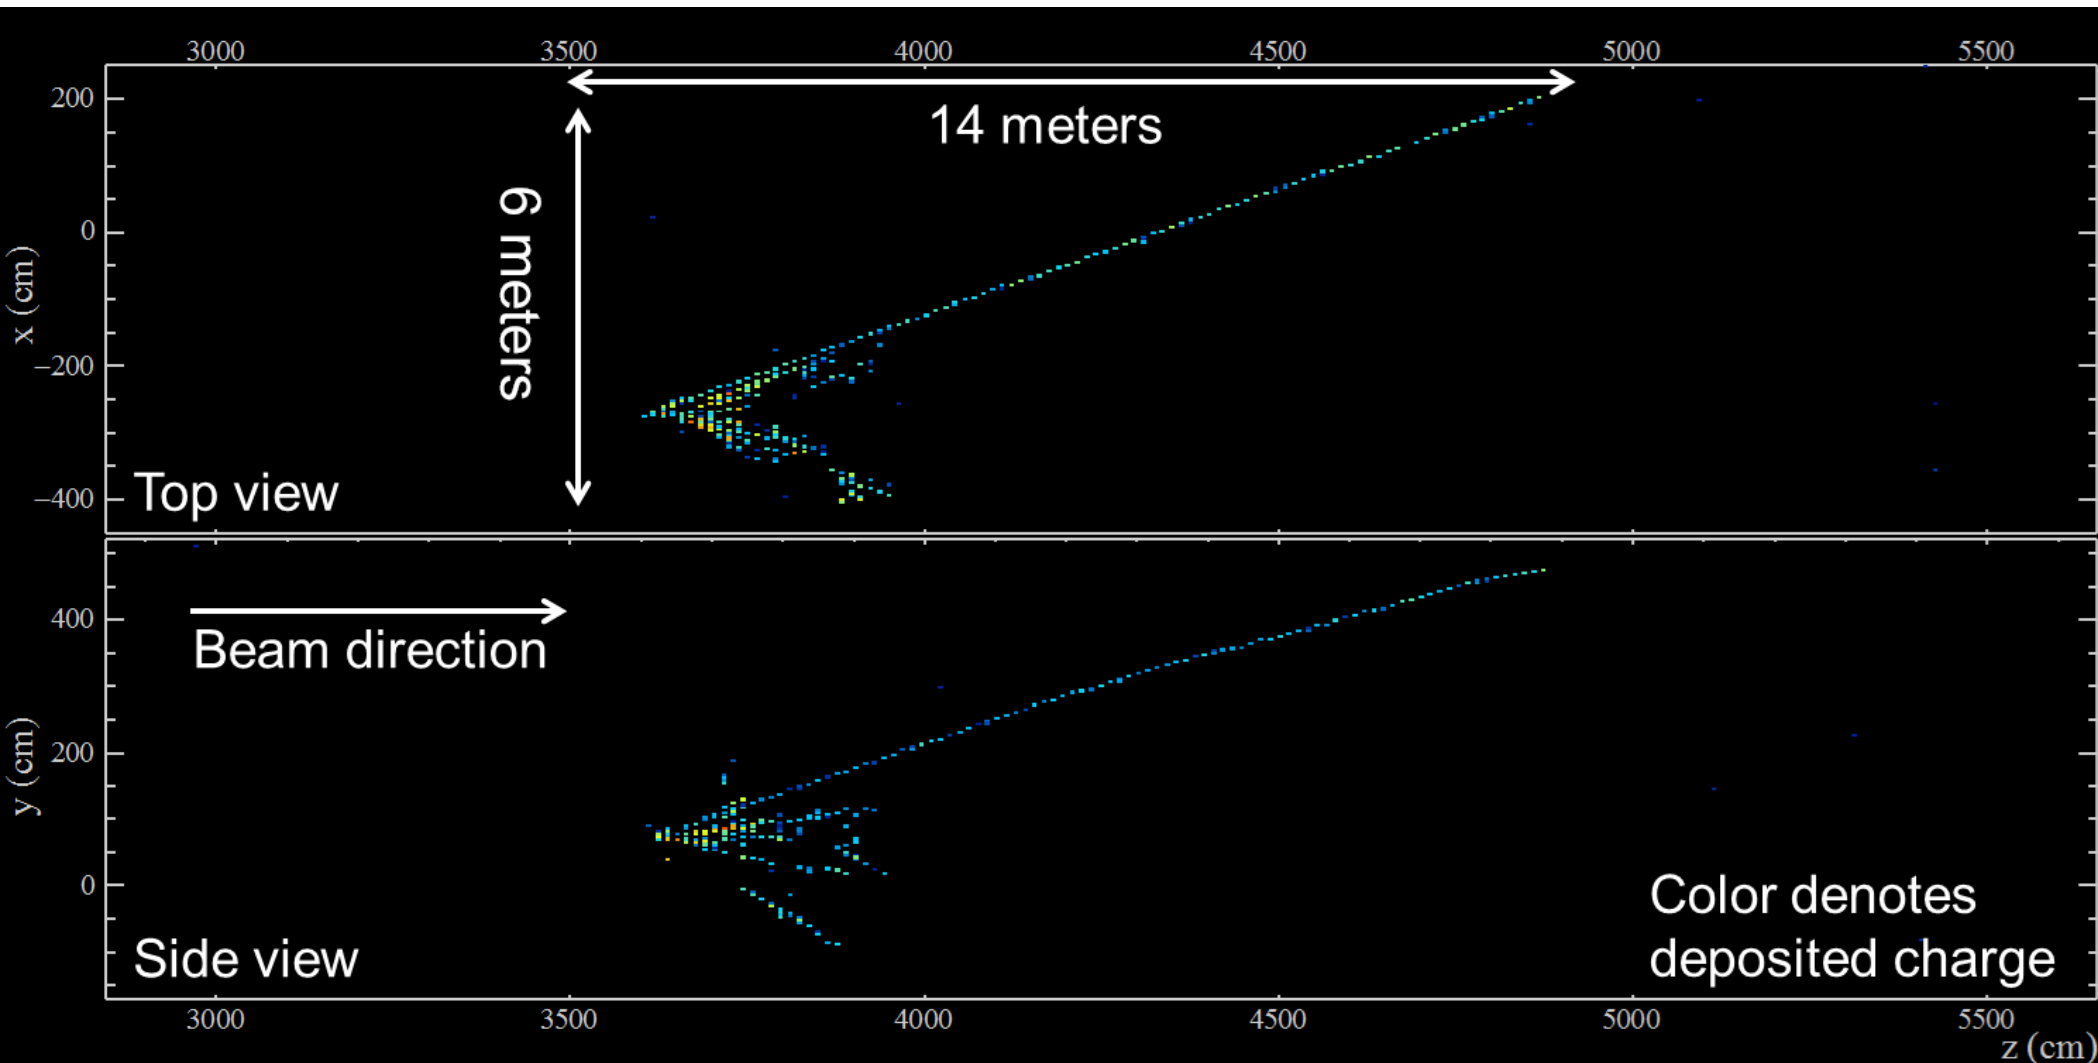 3000 3500 4000 4500 5000 5500
200
14 meters
6 meters
0
x (cm)
−200
−400
Top view
400
Beam direction
200
y (cm)
0
Color denotes
deposited charge
Side view
3000 3500 4000 4500 5000 5500
z (cm)